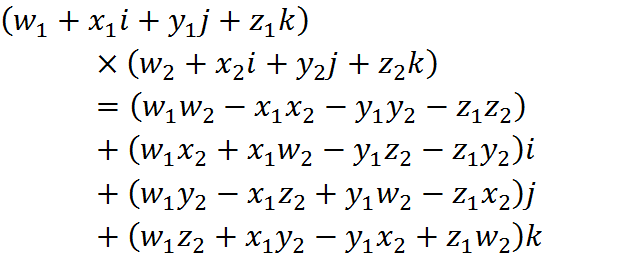 (w₁ + x₁i + y₁j + z₁k)
× (w₂ + x₂i + y₂j + z₂k)
= (w₁w₂ − x₁x₂ − y₁y₂ − z₁z₂)
+ (w₁x₂ + x₁w₂ − y₁z₂ − z₁y₂)i
+ (w₁y₂ − x₁z₂ + y₁w₂ − z₁x₂)j
+ (w₁z₂ + x₁y₂ − y₁x₂ + z₁w₂)k